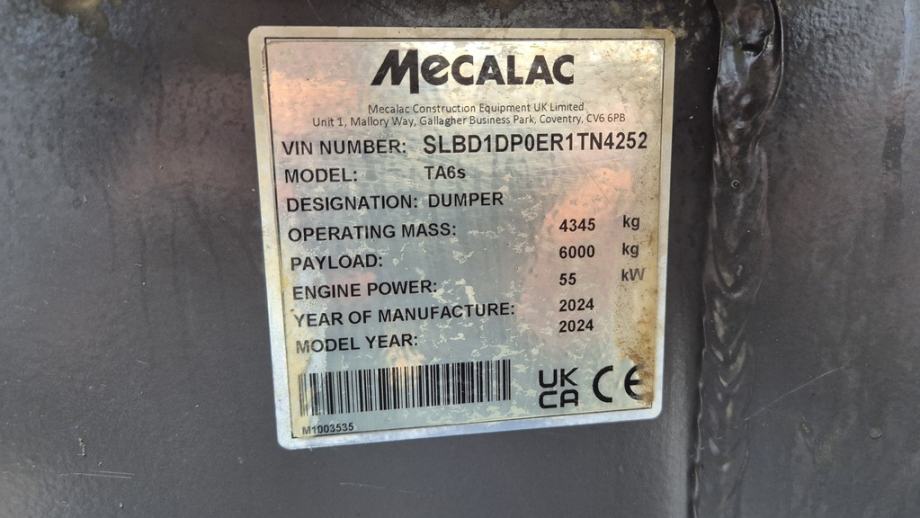 MECALAC
Mecalac Construction Equipment UK Limited
Unit 1, Mallory Way, Gallagher Business Park, Coventry, CV6 6PB
VIN NUMBER: SLBD1DP0ER1TN4252
MODEL: TA6s
DESIGNATION: DUMPER
OPERATING MASS: 4345 kg
PAYLOAD: 6000 kg
ENGINE POWER: 55 kW
YEAR OF MANUFACTURE: 2024
MODEL YEAR: 2024
UK
CA CE
M1003535